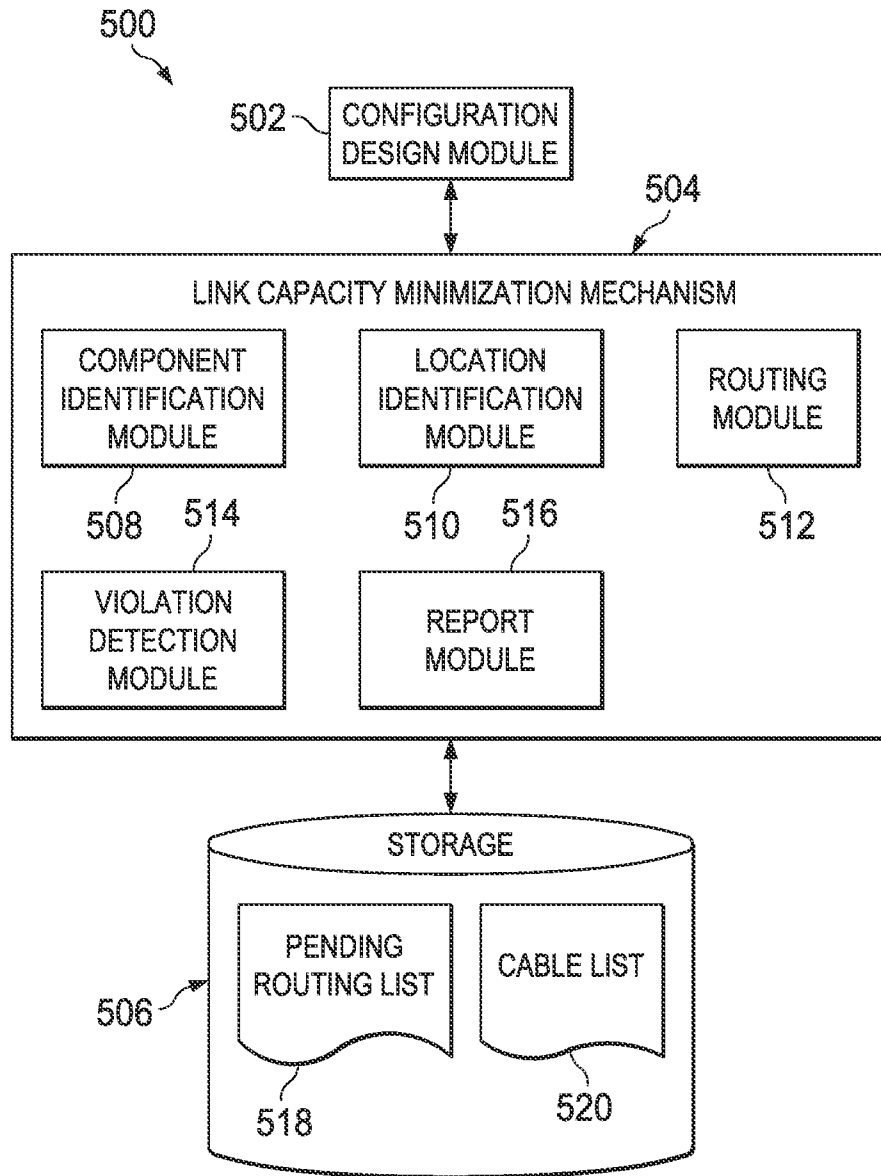 500
502
CONFIGURATION
DESIGN MODULE
504
LINK CAPACITY MINIMIZATION MECHANISM
COMPONENT
IDENTIFICATION
MODULE
508
LOCATION
IDENTIFICATION
MODULE
510
ROUTING
MODULE
512
514
VIOLATION
DETECTION
MODULE
516
REPORT
MODULE
STORAGE
506
PENDING
ROUTING LIST
518
CABLE LIST
520